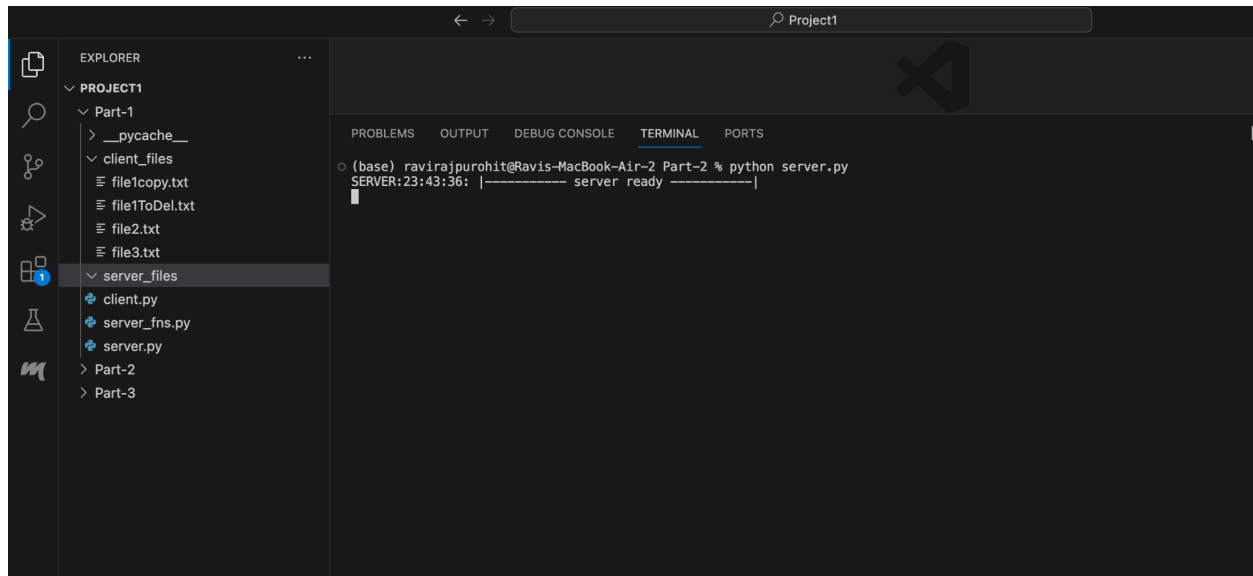 Project1
EXPLORER
PROJECT1
Part-1
__pycache__
client_files
file1copy.txt
file1ToDel.txt
file2.txt
file3.txt
server_files
client.py
server_fns.py
server.py
Part-2
Part-3
1
PROBLEMS OUTPUT DEBUG CONSOLE TERMINAL PORTS
(base) ravirajpurohit@Ravis-MacBook-Air-2 Part-2 % python server.py
SERVER:23:43:36: |----------- server ready -----------|